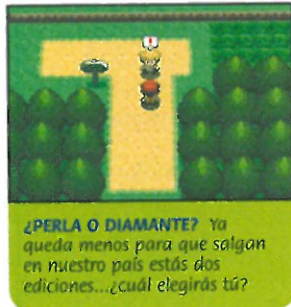 ¿PERLA O DIAMANTE? Ya
queda menos para que salgan
en nuestro país estás dos
ediciones...¿cuál elegirás tú?